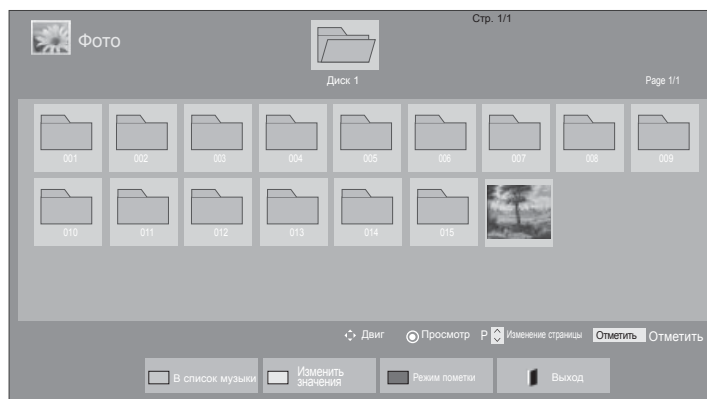 Стр. 1/1
Фото
Диск 1
Page 1/1
001 002 003 004 005 006 007 008 009
010 011 012 013 014 015
Двиг Просмотр P Изменение страницы Отметить Отметить
В список музыки Изменить значения Режим пометки Выход